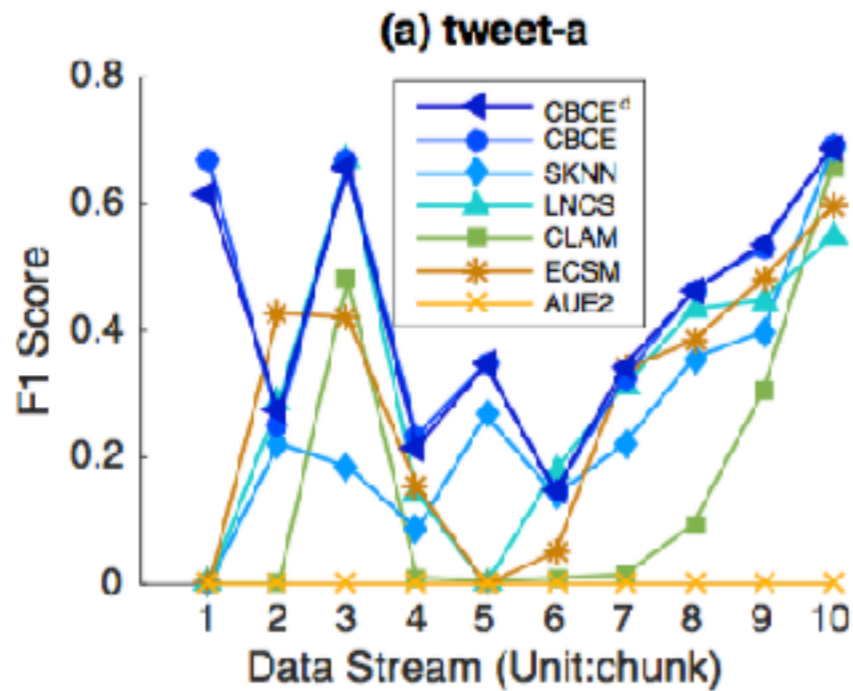 (a) tweet-a
0.8
0.6
0.4
0.2
0
F1 Score
CBCE^d
CBCE
SKNN
LNCS
CLAM
ECSM
AUE2
1 2 3 4 5 6 7 8 9 10
Data Stream (Unit:chunk)